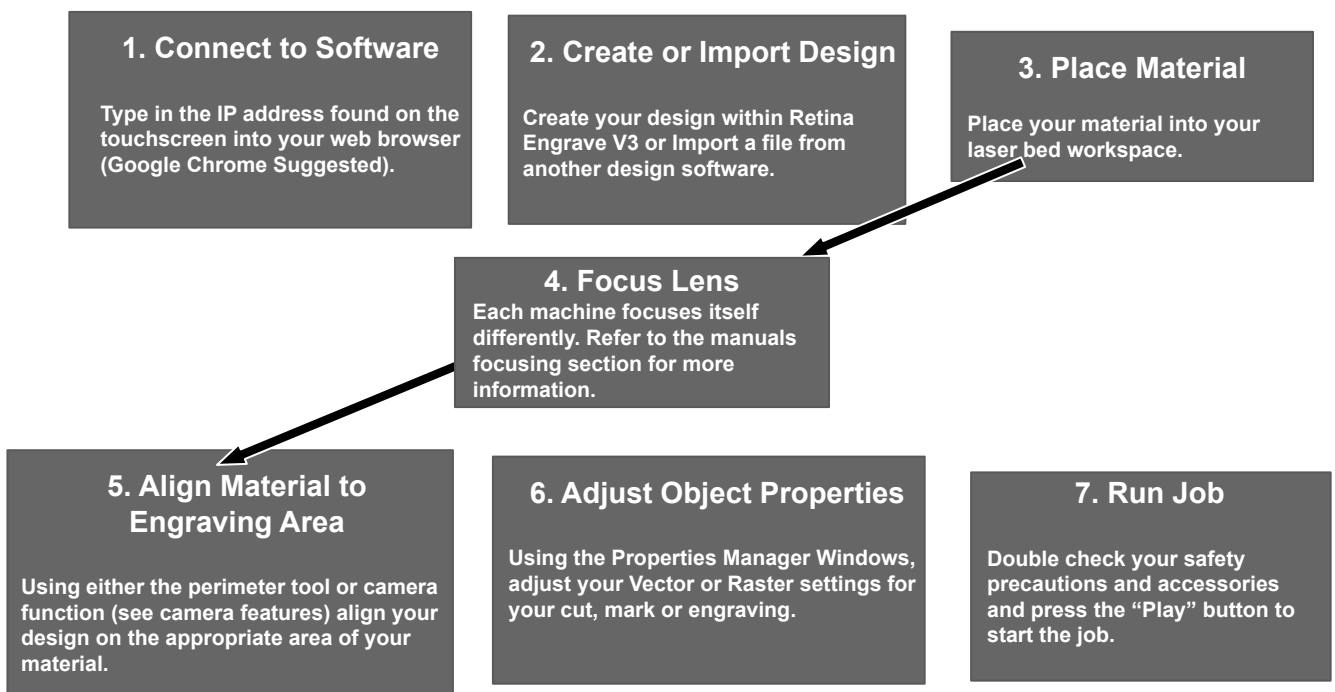 1. Connect to Software
Type in the IP address found on the
touchscreen into your web browser
(Google Chrome Suggested).
2. Create or Import Design
Create your design within Retina
Engrave V3 or Import a file from
another design software.
3. Place Material
Place your material into your
laser bed workspace.
4. Focus Lens
Each machine focuses itself
differently. Refer to the manuals
focusing section for more
information.
5. Align Material to
Engraving Area
Using either the perimeter tool or camera
function (see camera features) align your
design on the appropriate area of your
material.
6. Adjust Object Properties
Using the Properties Manager Windows,
adjust your Vector or Raster settings for
your cut, mark or engraving.
7. Run Job
Double check your safety
precautions and accessories
and press the “Play” button to
start the job.